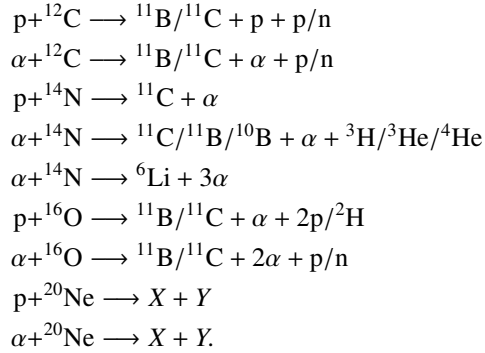 p+¹²C ⟶ ¹¹B/¹¹C + p + p/n
α+¹²C ⟶ ¹¹B/¹¹C + α + p/n
p+¹⁴N ⟶ ¹¹C + α
α+¹⁴N ⟶ ¹¹C/¹¹B/¹⁰B + α + ³H/³He/⁴He
α+¹⁴N ⟶ ⁶Li + 3α
p+¹⁶O ⟶ ¹¹B/¹¹C + α + 2p/²H
α+¹⁶O ⟶ ¹¹B/¹¹C + 2α + p/n
p+²⁰Ne ⟶ X + Y
α+²⁰Ne ⟶ X + Y.